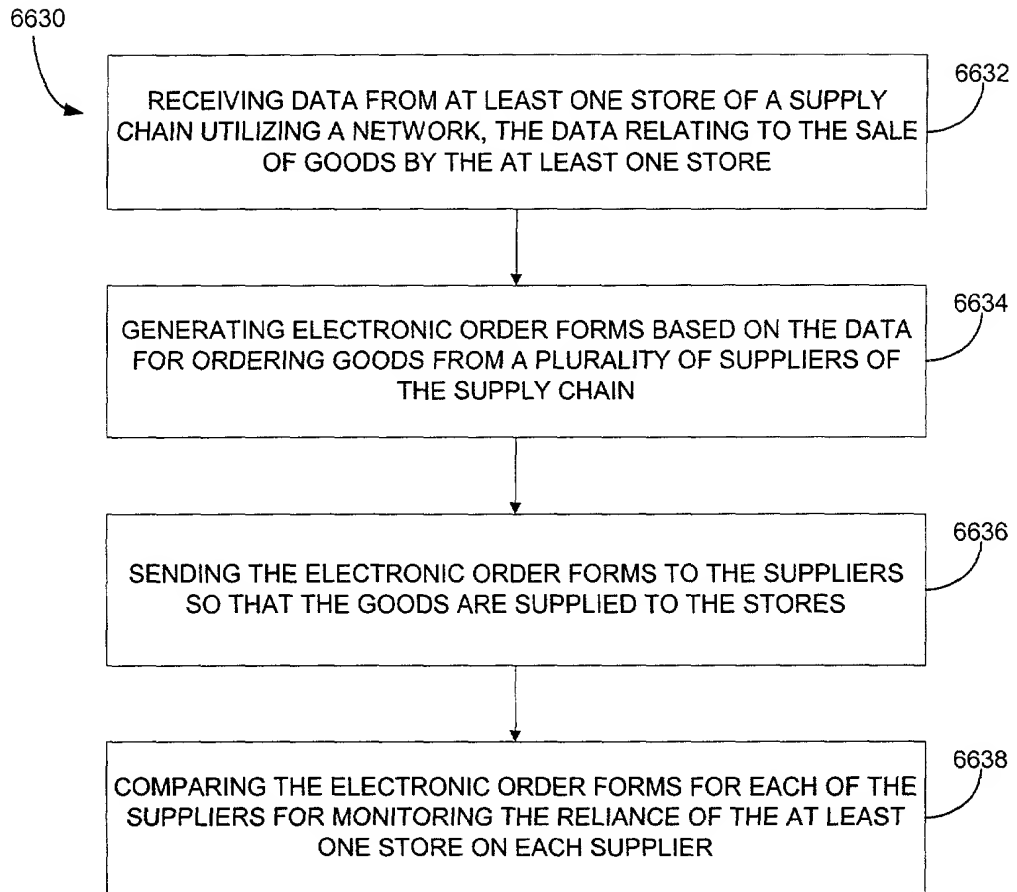 6630
6632
RECEIVING DATA FROM AT LEAST ONE STORE OF A SUPPLY
CHAIN UTILIZING A NETWORK, THE DATA RELATING TO THE SALE
OF GOODS BY THE AT LEAST ONE STORE
6634
GENERATING ELECTRONIC ORDER FORMS BASED ON THE DATA
FOR ORDERING GOODS FROM A PLURALITY OF SUPPLIERS OF
THE SUPPLY CHAIN
6636
SENDING THE ELECTRONIC ORDER FORMS TO THE SUPPLIERS
SO THAT THE GOODS ARE SUPPLIED TO THE STORES
6638
COMPARING THE ELECTRONIC ORDER FORMS FOR EACH OF THE
SUPPLIERS FOR MONITORING THE RELIANCE OF THE AT LEAST
ONE STORE ON EACH SUPPLIER